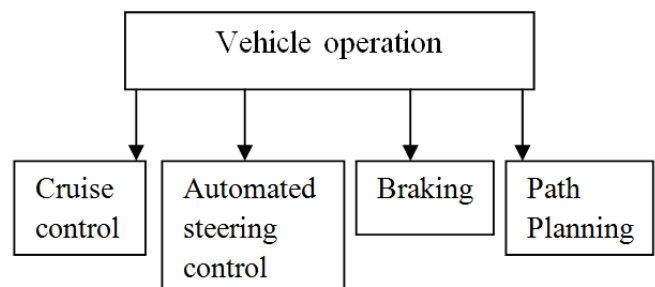 Vehicle operation
Cruise
control
Automated
steering
control
Braking
Path
Planning